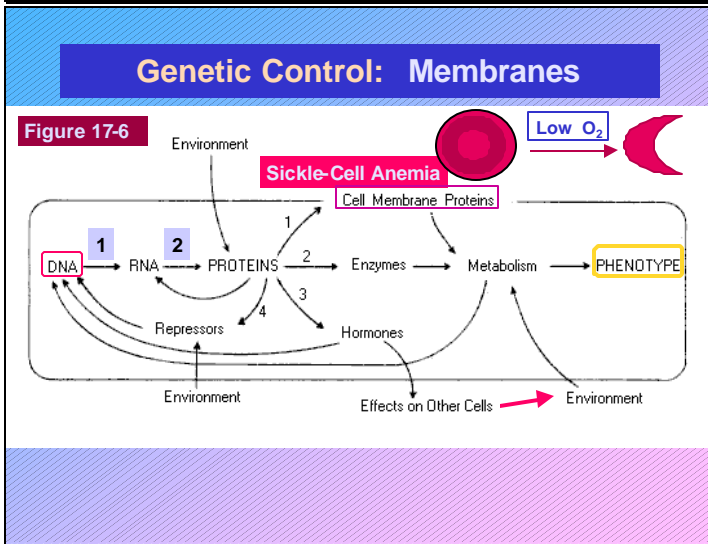 Genetic Control: Membranes
Figure 17-6
Environment
Low O₂
Sickle-Cell Anemia
Cell Membrane Proteins
1
1
2
DNA
RNA
PROTEINS
2
Enzymes
Metabolism
PHENOTYPE
3
4
Repressors
Hormones
Environment
Effects on Other Cells
Environment